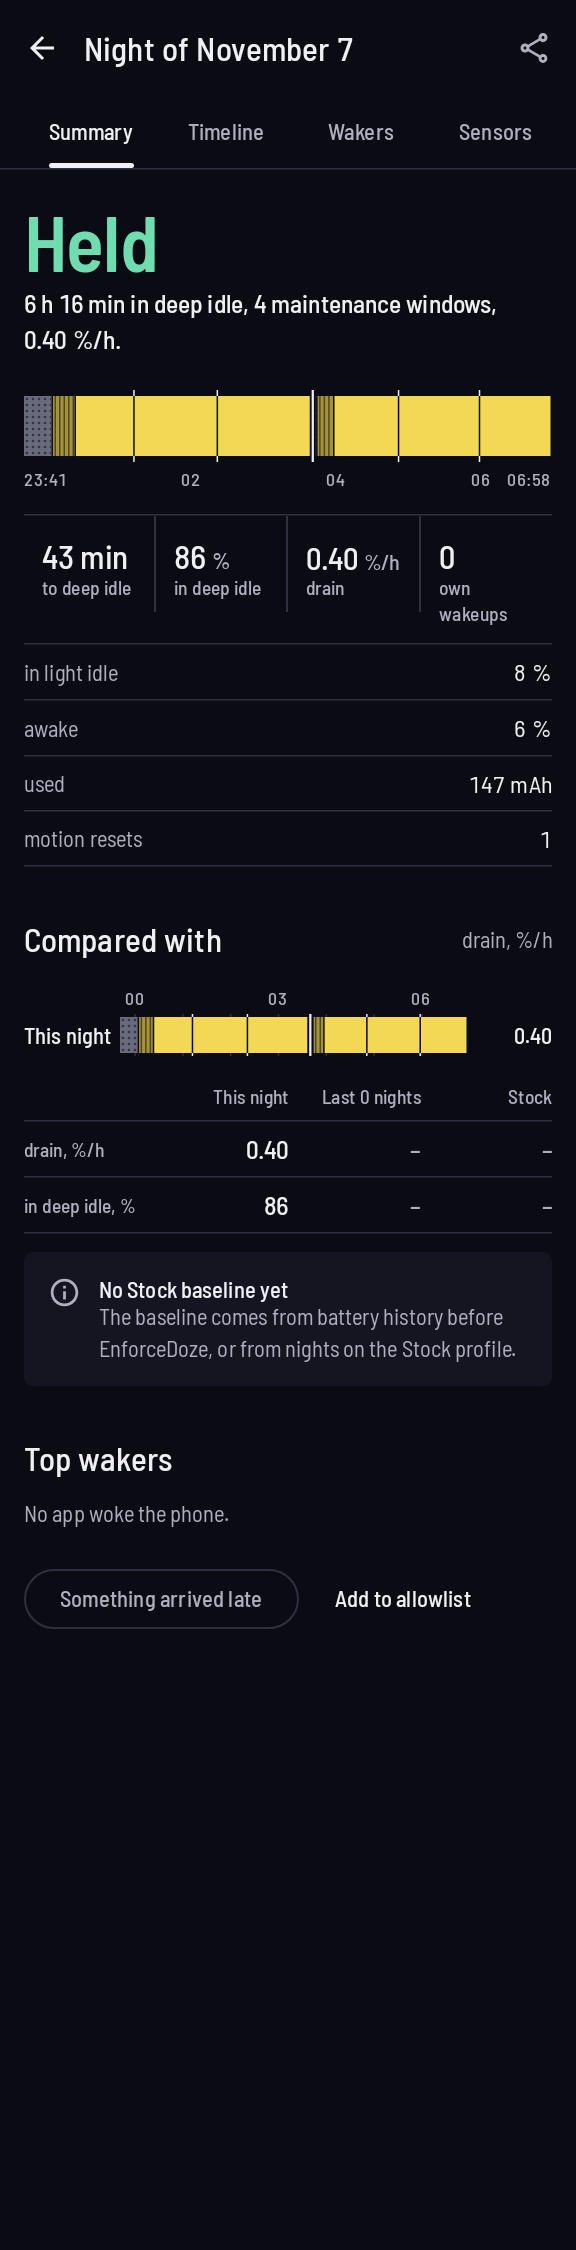 Night of November 7
Summary
Timeline
Wakers
Sensors
Held
6 h 16 min in deep idle, 4 maintenance windows,
0.40 %/h.
23:41 02 04 06 06:58
43 min
to deep idle
86 %
in deep idle
0.40 %/h
drain
0
own
wakeups
in light idle 8 %
awake 6 %
used 147 mAh
motion resets 1
Compared with drain, %/h
00 03 06
This night 0.40
This night Last 0 nights Stock
drain, %/h 0.40 – –
in deep idle, % 86 – –
No Stock baseline yet
The baseline comes from battery history before
EnforceDoze, or from nights on the Stock profile.
Top wakers
No app woke the phone.
Something arrived late
Add to allowlist